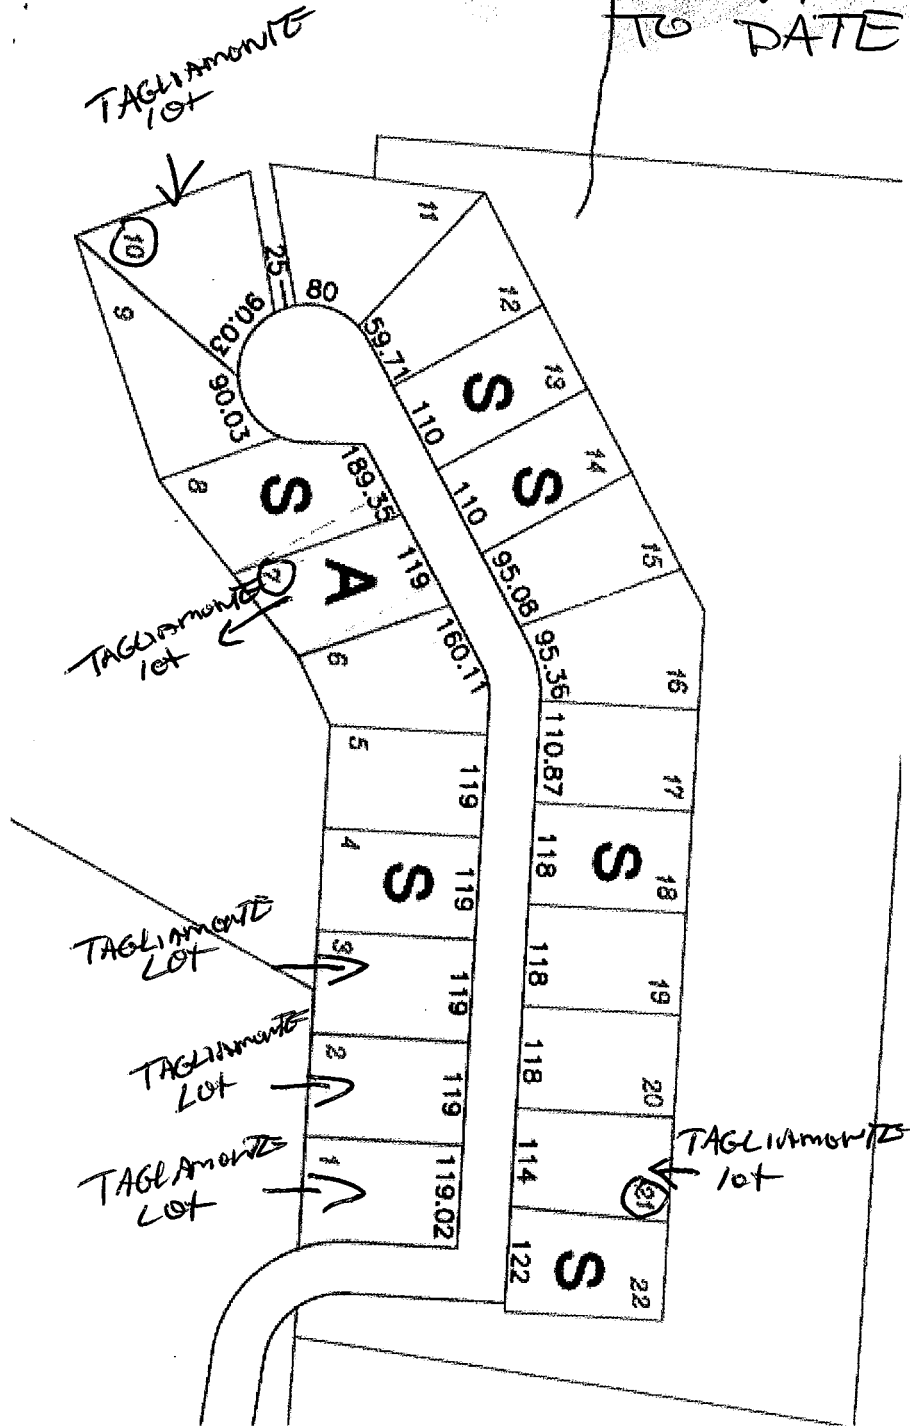 TO DATE
TAGLIAMONTE
lot
10
9
11
12
13
14
15
16
17
18
19
20
21
22
8
7
6
5
4
3
2
1
25
80
90.03
90.03
59.71
110
110
95.08
95.36
110.87
118
118
118
114
122
189.35
119
160.11
119
119
119
119
119.02
S
S
S
A
S
S
S
TAGLIAMONTE
lot
TAGLIAMONTE
LOT
TAGLIAMONTE
LOT
TAGLIAMONTE
LOT
TAGLIAMONTE
lot